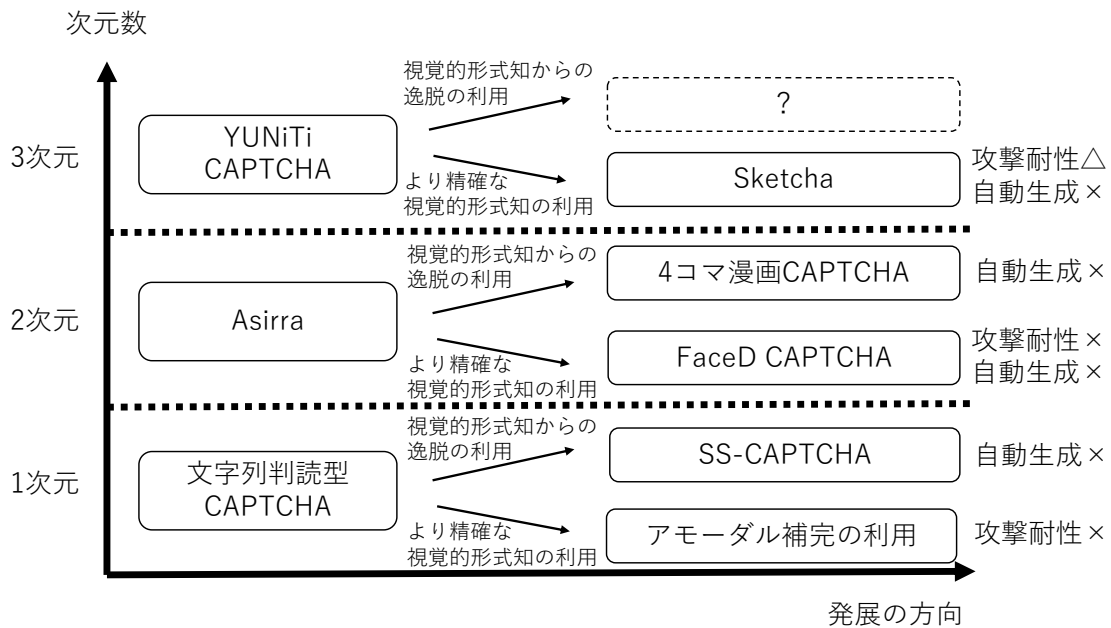 次元数
視覚的形式知からの
逸脱の利用
?
YUNiTi
CAPTCHA
3次元
より精確な
視覚的形式知の利用
Sketcha
攻撃耐性△
自動生成×
視覚的形式知からの
逸脱の利用
4コマ漫画CAPTCHA
自動生成×
2次元
Asirra
より精確な
視覚的形式知の利用
FaceD CAPTCHA
攻撃耐性×
自動生成×
視覚的形式知からの
逸脱の利用
SS-CAPTCHA
自動生成×
1次元
文字列判読型
CAPTCHA
より精確な
視覚的形式知の利用
アモーダル補完の利用
攻撃耐性×
発展の方向